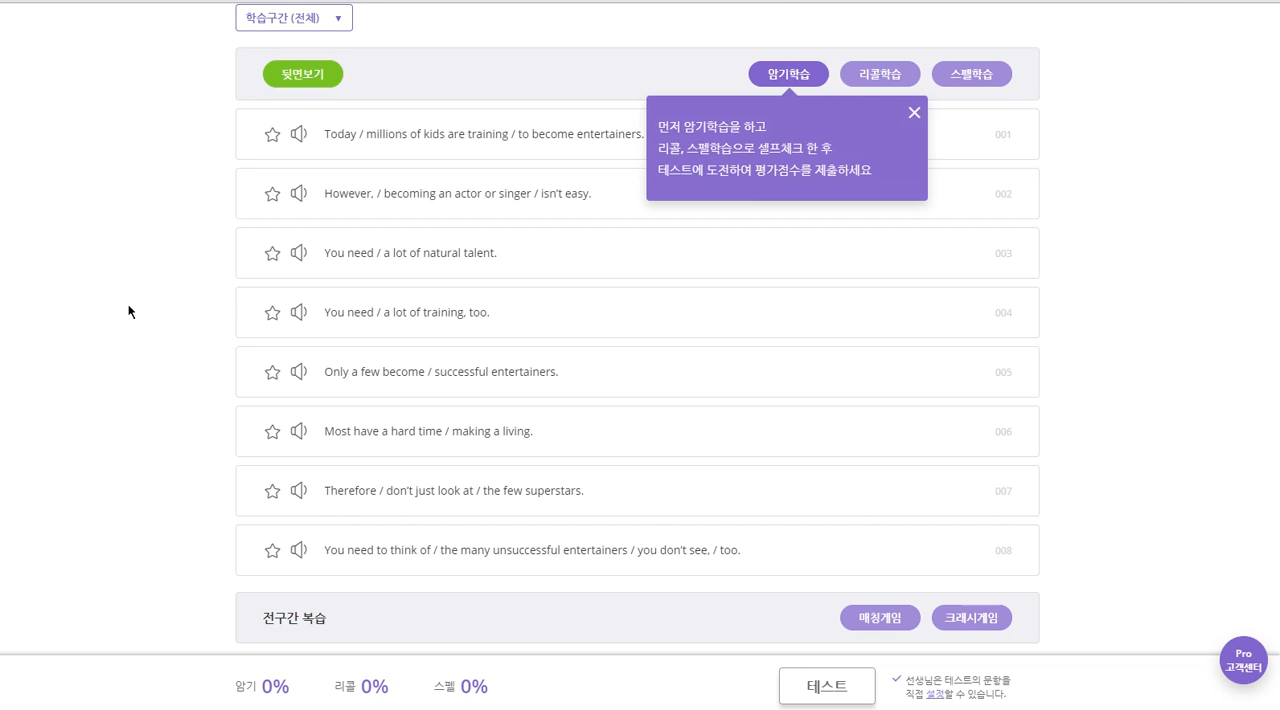 학습구간 (전체) ▼
뒷면보기
암기학습
리콜학습
스펠학습
먼저 암기학습을 하고
리콜, 스펠학습으로 셀프체크 한 후
테스트에 도전하여 평가점수를 제출하세요
Today / millions of kids are training / to become entertainers.
001
However, / becoming an actor or singer / isn't easy.
002
You need / a lot of natural talent.
003
You need / a lot of training, too.
004
Only a few become / successful entertainers.
005
Most have a hard time / making a living.
006
Therefore / don't just look at / the few superstars.
007
You need to think of / the many unsuccessful entertainers / you don't see, / too.
008
전구간 복습
매칭게임
크래시게임
Pro
고객센터
암기 0%
리콜 0%
스펠 0%
테스트
선생님은 테스트의 문항을
직접 설정할 수 있습니다.